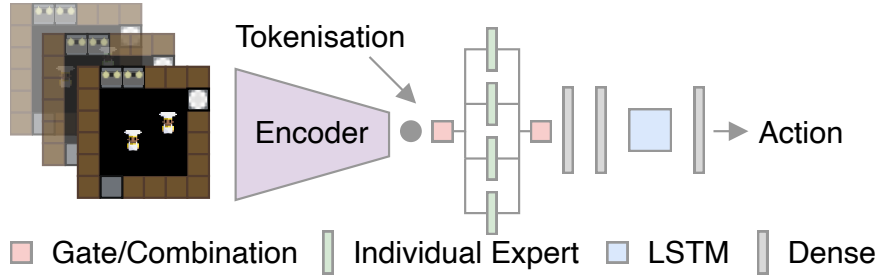 Tokenisation
Encoder
Action
Gate/Combination
Individual Expert
LSTM
Dense